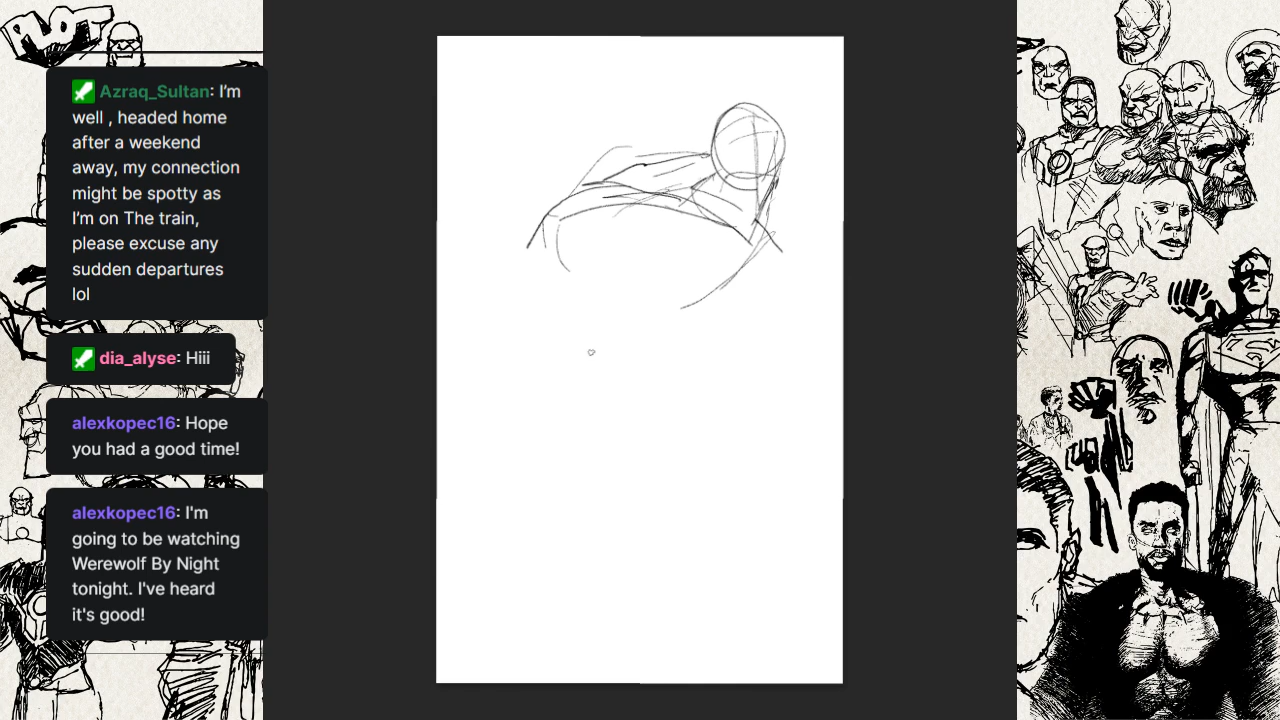 PLOT
Azraq_Sultan: I'm
well , headed home
after a weekend
away, my connection
might be spotty as
I'm on The train,
please excuse any
sudden departures
lol
dia_alyse: Hiii
alexkopec16: Hope
you had a good time!
alexkopec16: I'm
going to be watching
Werewolf By Night
tonight. I've heard
it's good!